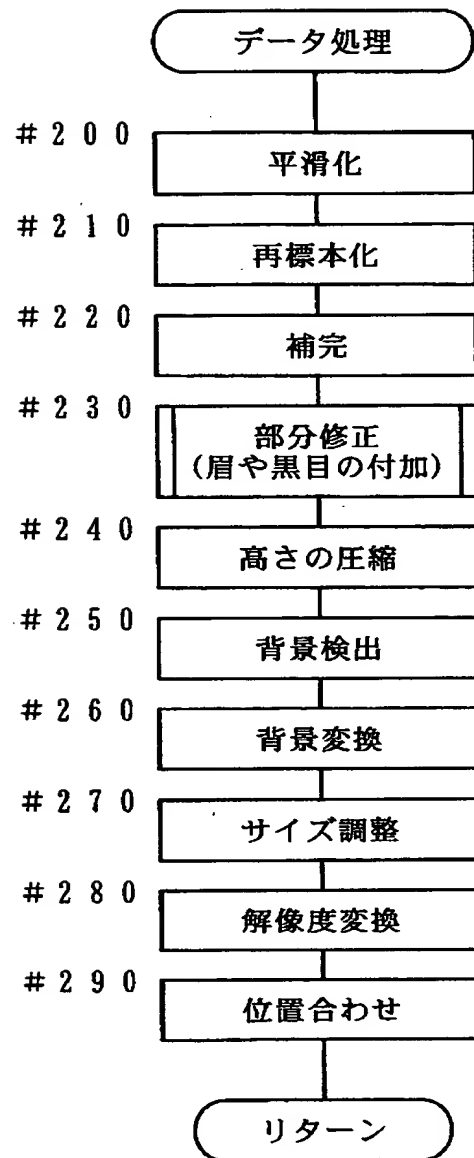 データ処理
#200
平滑化
#210
再標本化
#220
補完
#230
部分修正
(眉や黒目の付加)
#240
高さの圧縮
#250
背景検出
#260
背景変換
#270
サイズ調整
#280
解像度変換
#290
位置合わせ
リターン